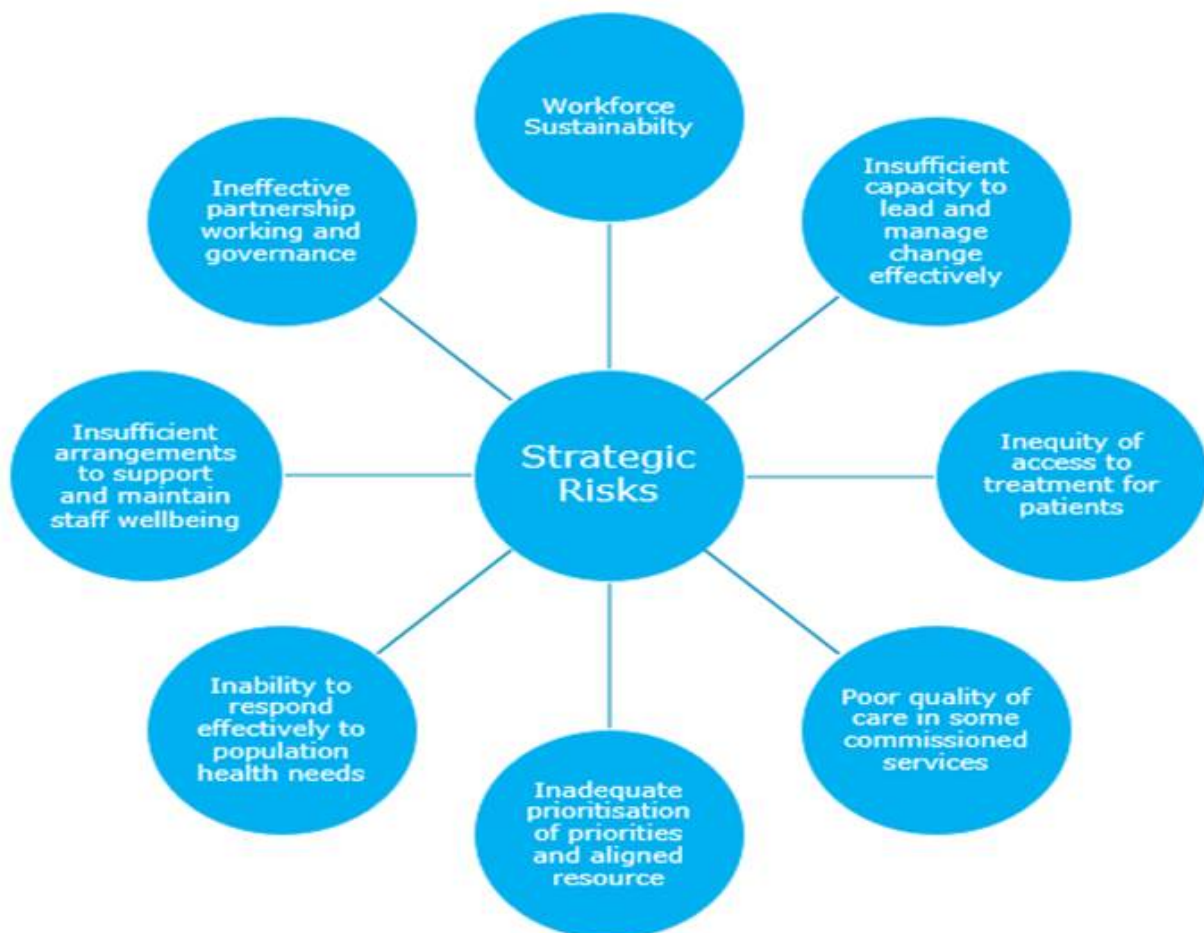 Workforce
Sustainabilty
Insufficient
capacity to
lead and
manage
change
effectively
Inequity of
access to
treatment for
patients
Poor quality of
care in some
commissioned
services
Inadequate
prioritisation
of priorities
and aligned
resource
Inability to
respond
effectively to
population
health needs
Insufficient
arrangements
to support
and maintain
staff wellbeing
Ineffective
partnership
working and
governance
Strategic
Risks